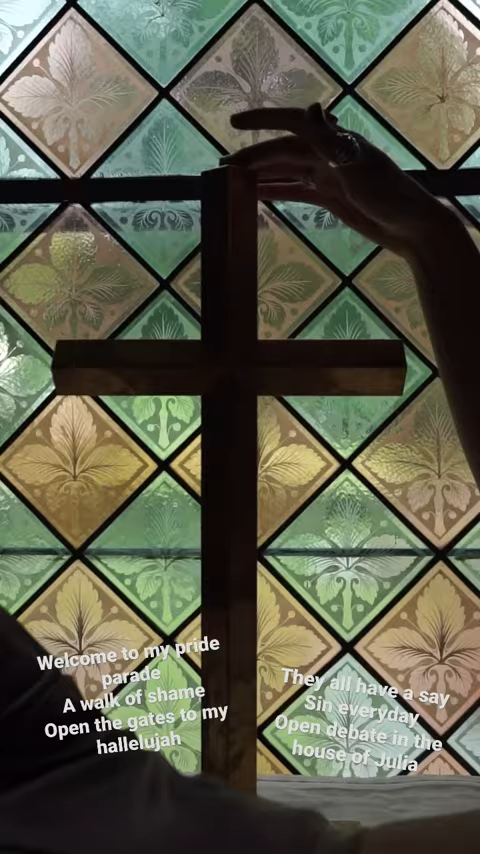 Welcome to my pride
parade
A walk of shame
Open the gates to my
hallelujah
They all have a say
Sin everyday
Open debate in the
house of Julia